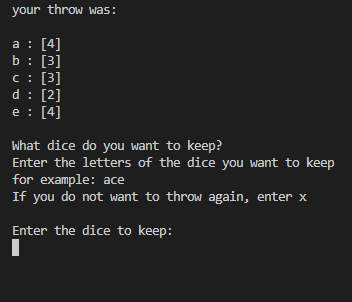 your throw was:
a : [4]
b : [3]
c : [3]
d : [2]
e : [4]
What dice do you want to keep?
Enter the letters of the dice you want to keep
for example: ace
If you do not want to throw again, enter x
Enter the dice to keep: